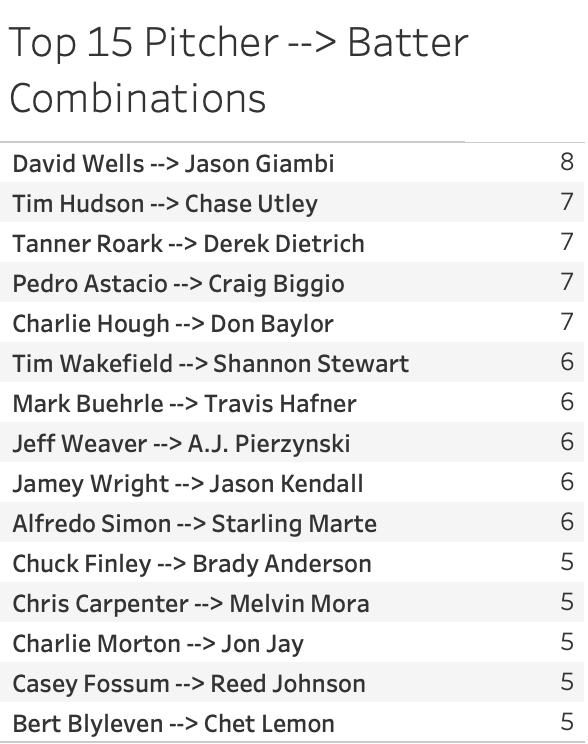 Top 15 Pitcher --> Batter
Combinations
David Wells --> Jason Giambi 8
Tim Hudson --> Chase Utley 7
Tanner Roark --> Derek Dietrich 7
Pedro Astacio --> Craig Biggio 7
Charlie Hough --> Don Baylor 7
Tim Wakefield --> Shannon Stewart 6
Mark Buehrle --> Travis Hafner 6
Jeff Weaver --> A.J. Pierzynski 6
Jamey Wright --> Jason Kendall 6
Alfredo Simon --> Starling Marte 6
Chuck Finley --> Brady Anderson 5
Chris Carpenter --> Melvin Mora 5
Charlie Morton --> Jon Jay 5
Casey Fossum --> Reed Johnson 5
Bert Blyleven --> Chet Lemon 5